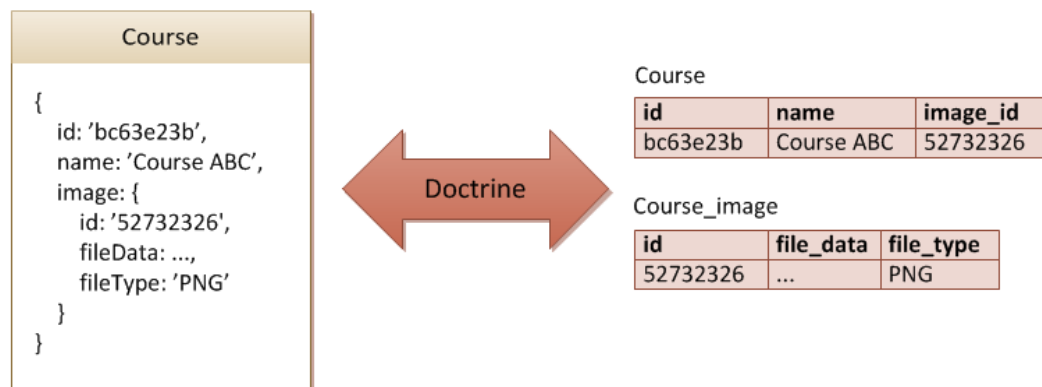 Course
{
id: ’bc63e23b’,
name: ’Course ABC’,
image: {
id: ’52732326',
fileData: ...,
fileType: ’PNG’
}
}
Doctrine
Course
id name image_id
bc63e23b Course ABC 52732326
Course_image
id file_data file_type
52732326 ... PNG